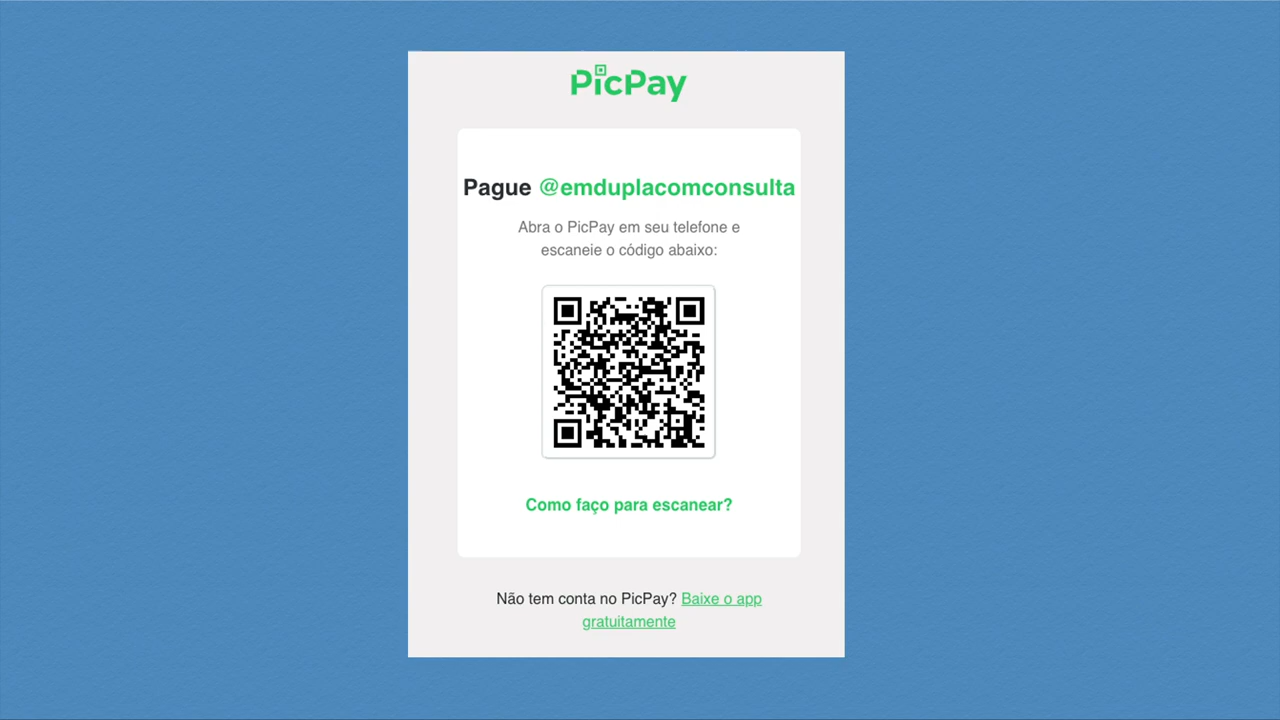 PicPay
Pague @emduplacomconsulta
Abra o PicPay em seu telefone e
escaneie o código abaixo:
Como faço para escanear?
Não tem conta no PicPay? Baixe o app
gratuitamente